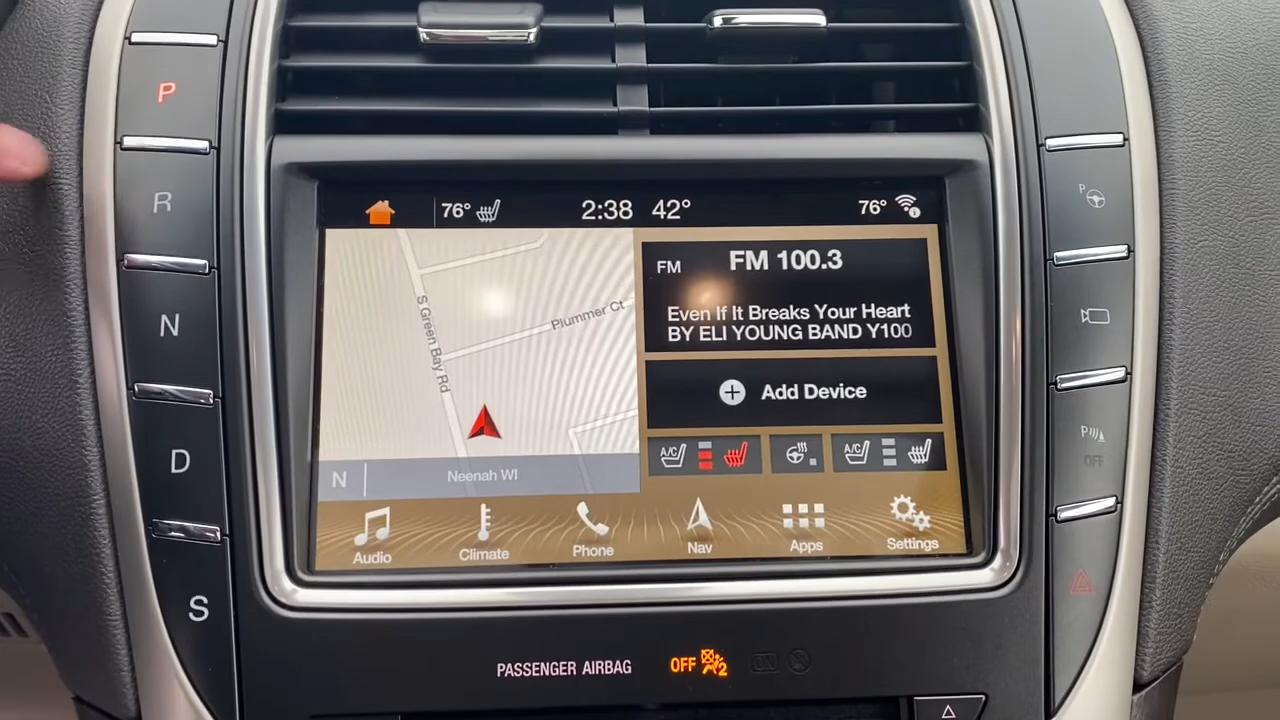 P
R
N
D
S
76°
2:38 42°
76°
S Green Bay Rd
Plummer Ct
N
Neenah WI
FM
FM 100.3
Even If It Breaks Your Heart
BY ELI YOUNG BAND Y100
Add Device
A/C
A/C
Audio
Climate
Phone
Nav
Apps
Settings
P
P
OFF
PASSENGER AIRBAG
OFF
2
ON